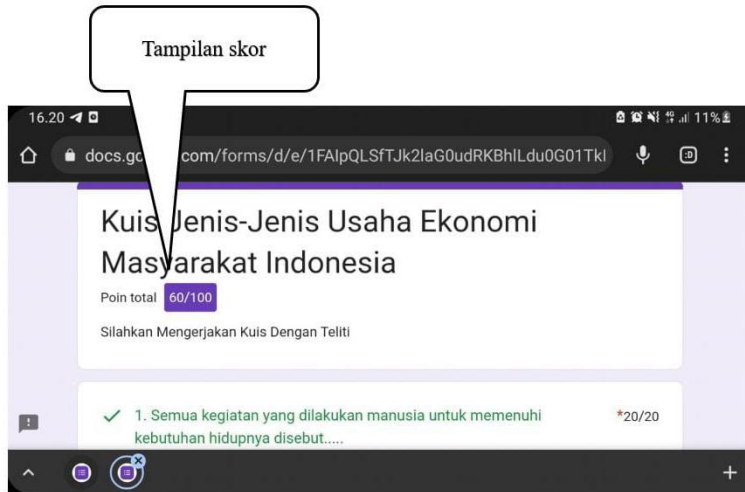 Tampilan skor
16.20
4G 11%
docs.go com/forms/d/e/1FAIpQLSfTJk2laG0udRKBhlLdu0G01Tkl
:D
Kuis Jenis-Jenis Usaha Ekonomi
Masyarakat Indonesia
Poin total 60/100
Silahkan Mengerjakan Kuis Dengan Teliti
1. Semua kegiatan yang dilakukan manusia untuk memenuhi *20/20
kebutuhan hidupnya disebut.....